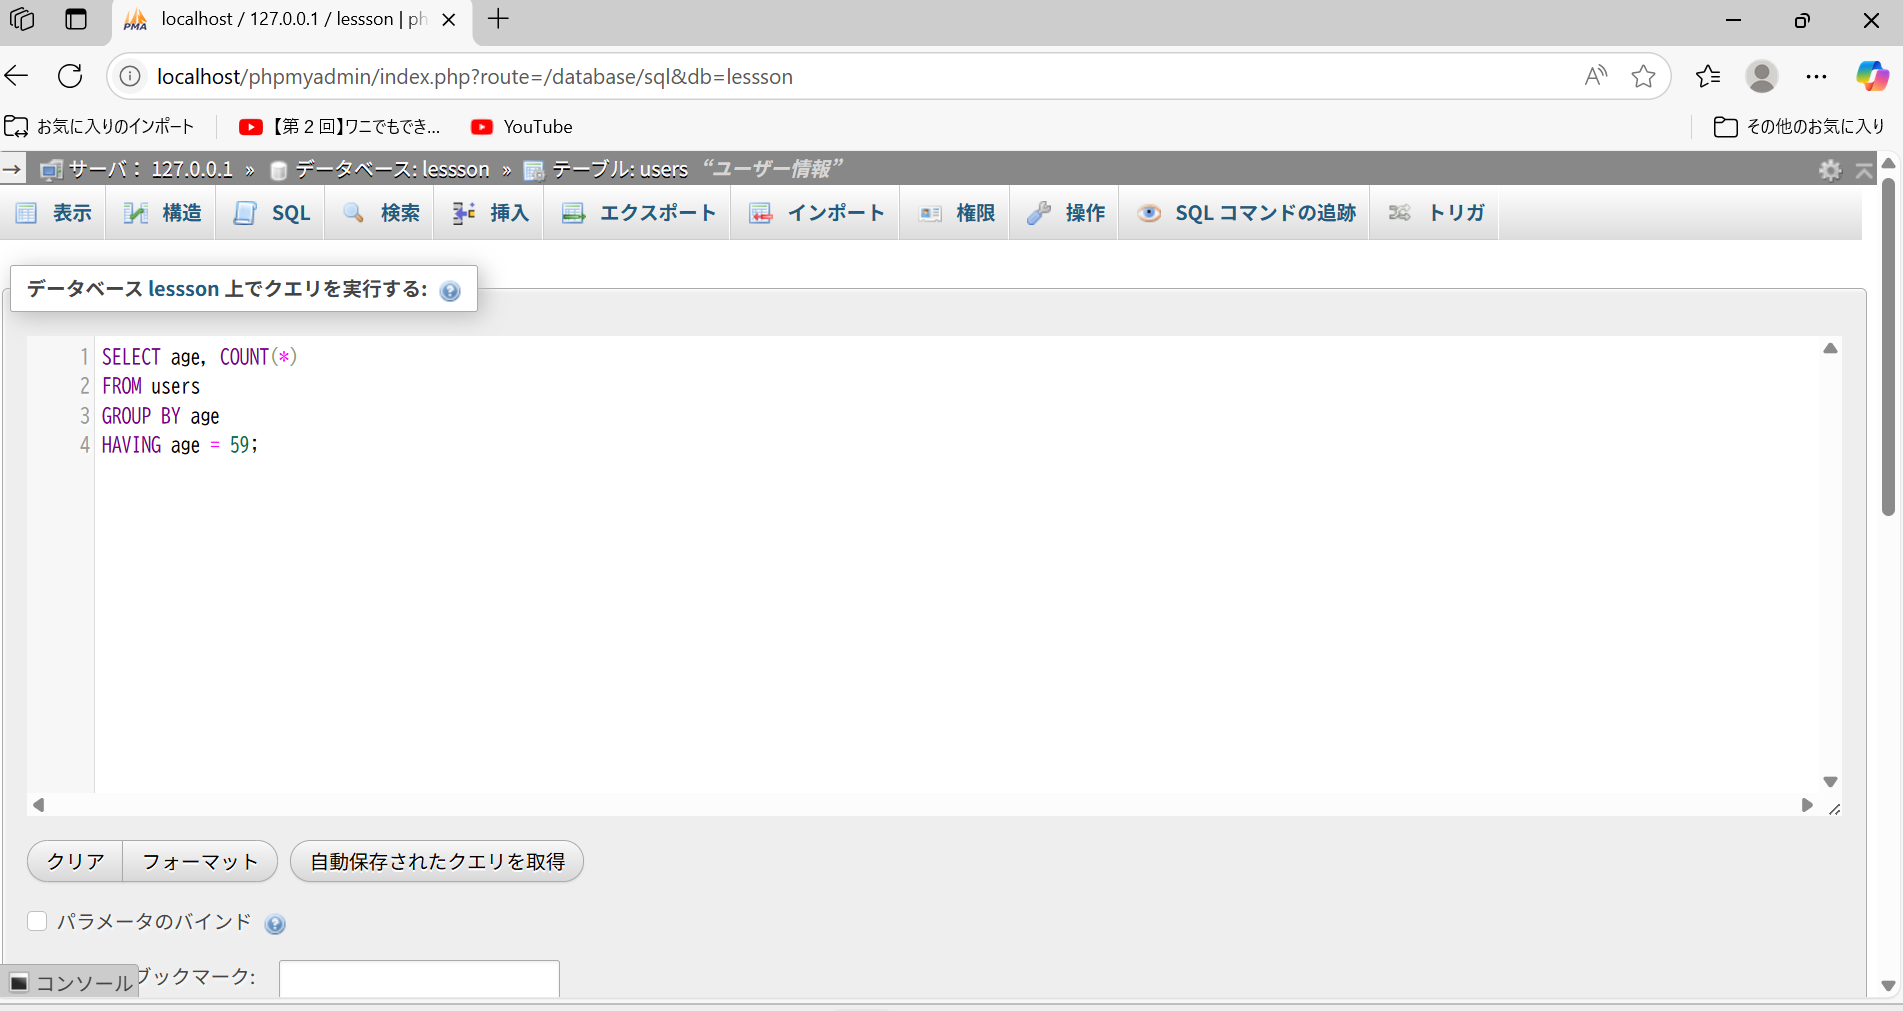 localhost / 127.0.0.1 / lessson | ph
localhost/phpmyadmin/index.php?route=/database/sql&db=lessson
お気に入りのインポート
【第２回】ワニでもでき...
YouTube
その他のお気に入り
サーバ： 127.0.0.1 » データベース: lessson » テーブル: users “ユーザー情報”
表示 構造 SQL 検索 挿入 エクスポート インポート 権限 操作 SQL コマンドの追跡 トリガ
データベース lessson 上でクエリを実行する:
1 SELECT age, COUNT(*)
2 FROM users
3 GROUP BY age
4 HAVING age = 59;
クリア フォーマット 自動保存されたクエリを取得
パラメータのバインド
ブックマーク:
コンソール